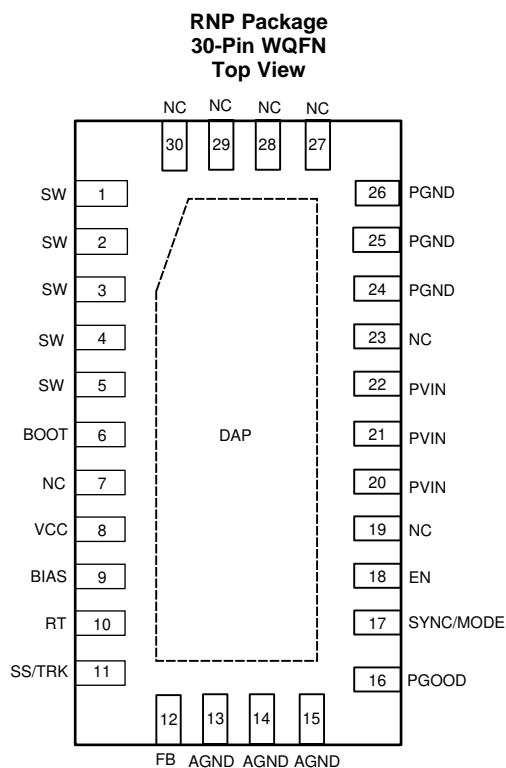 RNP Package
30-Pin WQFN
Top View
NC NC NC NC
30 29 28 27
SW 1 26 PGND
SW 2 25 PGND
SW 3 24 PGND
SW 4 23 NC
SW 5 22 PVIN
BOOT 6 DAP 21 PVIN
NC 7 20 PVIN
VCC 8 19 NC
BIAS 9 18 EN
RT 10 17 SYNC/MODE
SS/TRK 11 16 PGOOD
12 13 14 15
FB AGND AGND AGND